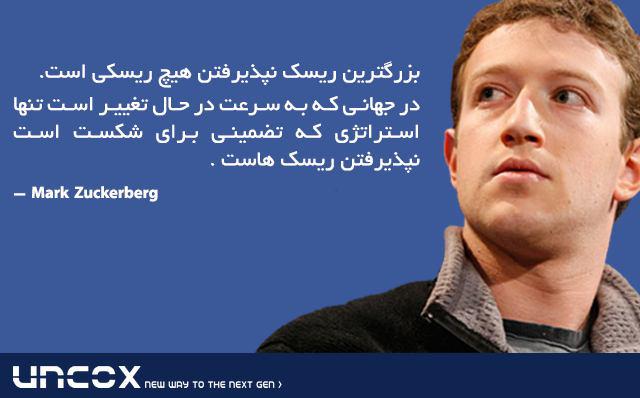 بزرگترین ریسک نپذیرفتن هیچ ریسکی است.
در جهانی که به سرعت در حال تغییر است تنها
استراتژی که تضمینی برای شکست است
نپذیرفتن ریسک هاست .
— Mark Zuckerberg
uncox NEW WAY TO THE NEXT GEN >